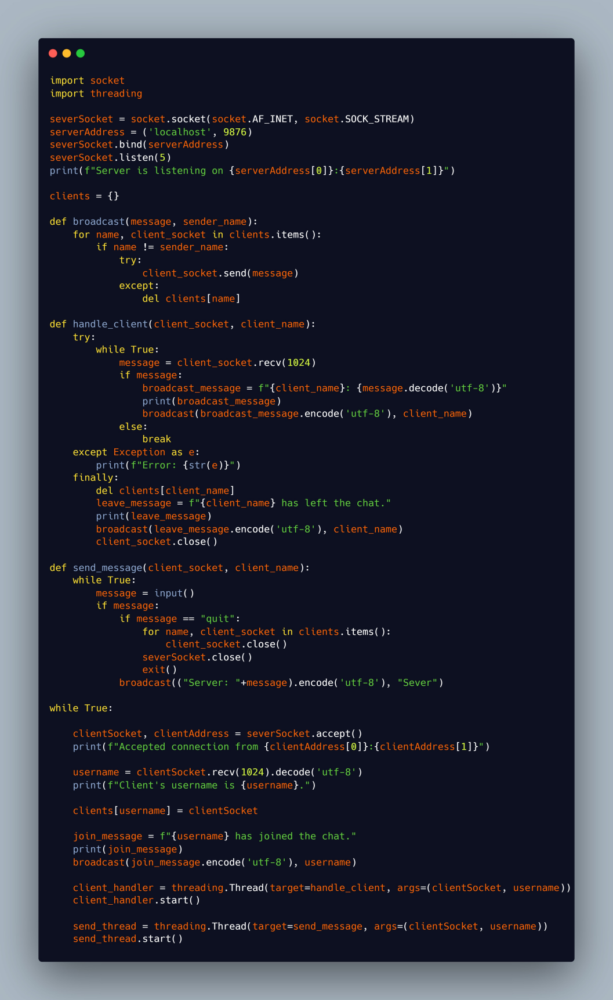 import socket
import threading

severSocket = socket.socket(socket.AF_INET, socket.SOCK_STREAM)
serverAddress = ('localhost', 9876)
severSocket.bind(serverAddress)
severSocket.listen(5)
print(f"Server is listening on {serverAddress[0]}:{serverAddress[1]}")

clients = {}

def broadcast(message, sender_name):
    for name, client_socket in clients.items():
        if name != sender_name:
            try:
                client_socket.send(message)
            except:
                del clients[name]

def handle_client(client_socket, client_name):
    try:
        while True:
            message = client_socket.recv(1024)
            if message:
                broadcast_message = f"{client_name}: {message.decode('utf-8')}"
                print(broadcast_message)
                broadcast(broadcast_message.encode('utf-8'), client_name)
            else:
                break
    except Exception as e:
        print(f"Error: {str(e)}")
    finally:
        del clients[client_name]
        leave_message = f"{client_name} has left the chat."
        print(leave_message)
        broadcast(leave_message.encode('utf-8'), client_name)
        client_socket.close()

def send_message(client_socket, client_name):
    while True:
        message = input()
        if message:
            if message == "quit":
                for name, client_socket in clients.items():
                    client_socket.close()
                severSocket.close()
                exit()
            broadcast(("Server: "+message).encode('utf-8'), "Sever")

while True:

    clientSocket, clientAddress = severSocket.accept()
    print(f"Accepted connection from {clientAddress[0]}:{clientAddress[1]}")

    username = clientSocket.recv(1024).decode('utf-8')
    print(f"Client's username is {username}.")

    clients[username] = clientSocket

    join_message = f"{username} has joined the chat."
    print(join_message)
    broadcast(join_message.encode('utf-8'), username)

    client_handler = threading.Thread(target=handle_client, args=(clientSocket, username))
    client_handler.start()

    send_thread = threading.Thread(target=send_message, args=(clientSocket, username))
    send_thread.start()